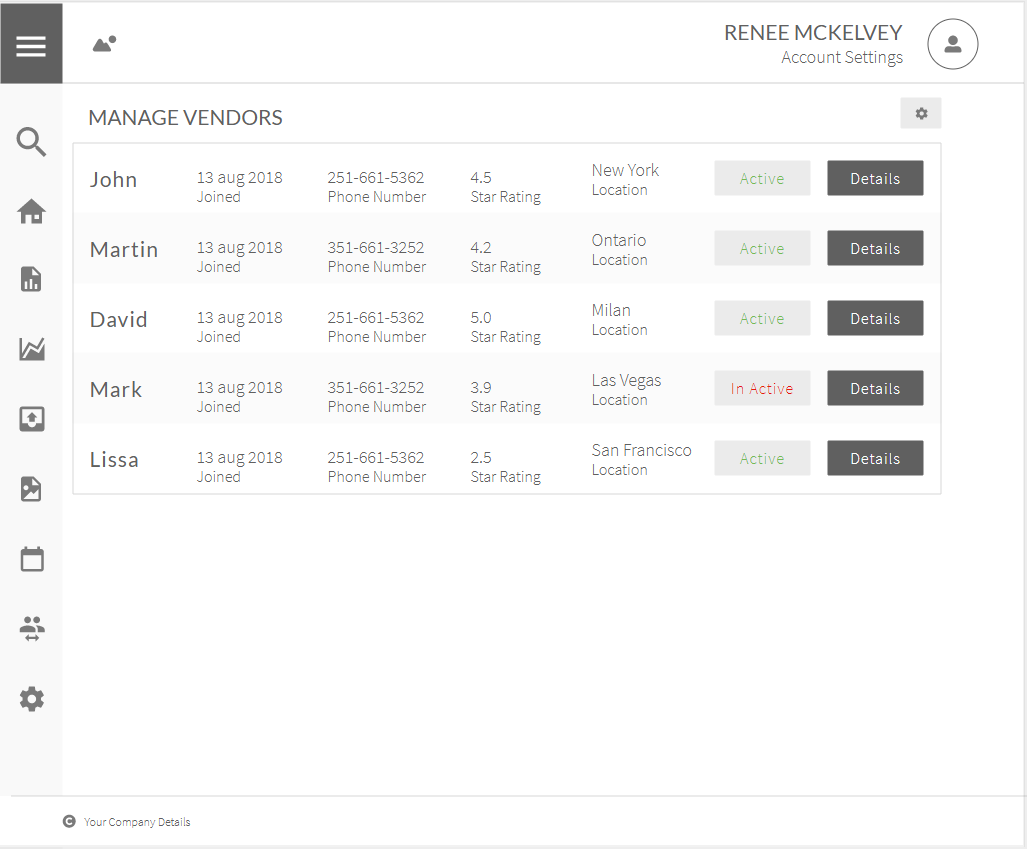 RENEE MCKELVEY
Account Settings
MANAGE VENDORS
John
13 aug 2018
Joined
251-661-5362
Phone Number
4.5
Star Rating
New York
Location
Active
Details
Martin
13 aug 2018
Joined
351-661-3252
Phone Number
4.2
Star Rating
Ontario
Location
Active
Details
David
13 aug 2018
Joined
251-661-5362
Phone Number
5.0
Star Rating
Milan
Location
Active
Details
Mark
13 aug 2018
Joined
351-661-3252
Phone Number
3.9
Star Rating
Las Vegas
Location
In Active
Details
Lissa
13 aug 2018
Joined
251-661-5362
Phone Number
2.5
Star Rating
San Francisco
Location
Active
Details
Your Company Details